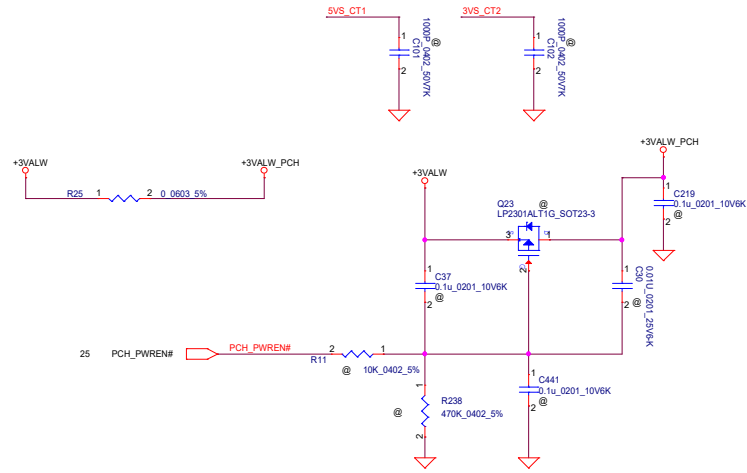 5VS_CT1
3VS_CT2
1
2
C101
1000P_0402_50V7K
@
1
2
C102
1000P_0402_50V7K
@
+3VALW
+3VALW_PCH
R25 1 2 0_0603_5%
+3VALW
+3VALW_PCH
Q23 @
LP2301ALT1G_SOT23-3
3 S D 1
2
C219
0.1u_0201_10V6K
@
1
2
1
C37
0.1u_0201_10V6K
@
2
1
C30
0.01U_0201_25V6-K
@
2
25 PCH_PWREN# PCH_PWREN#
2 1
R11
@ 10K_0402_5%
1
R238
@ 470K_0402_5%
2
1
C441
0.1u_0201_10V6K
@
2